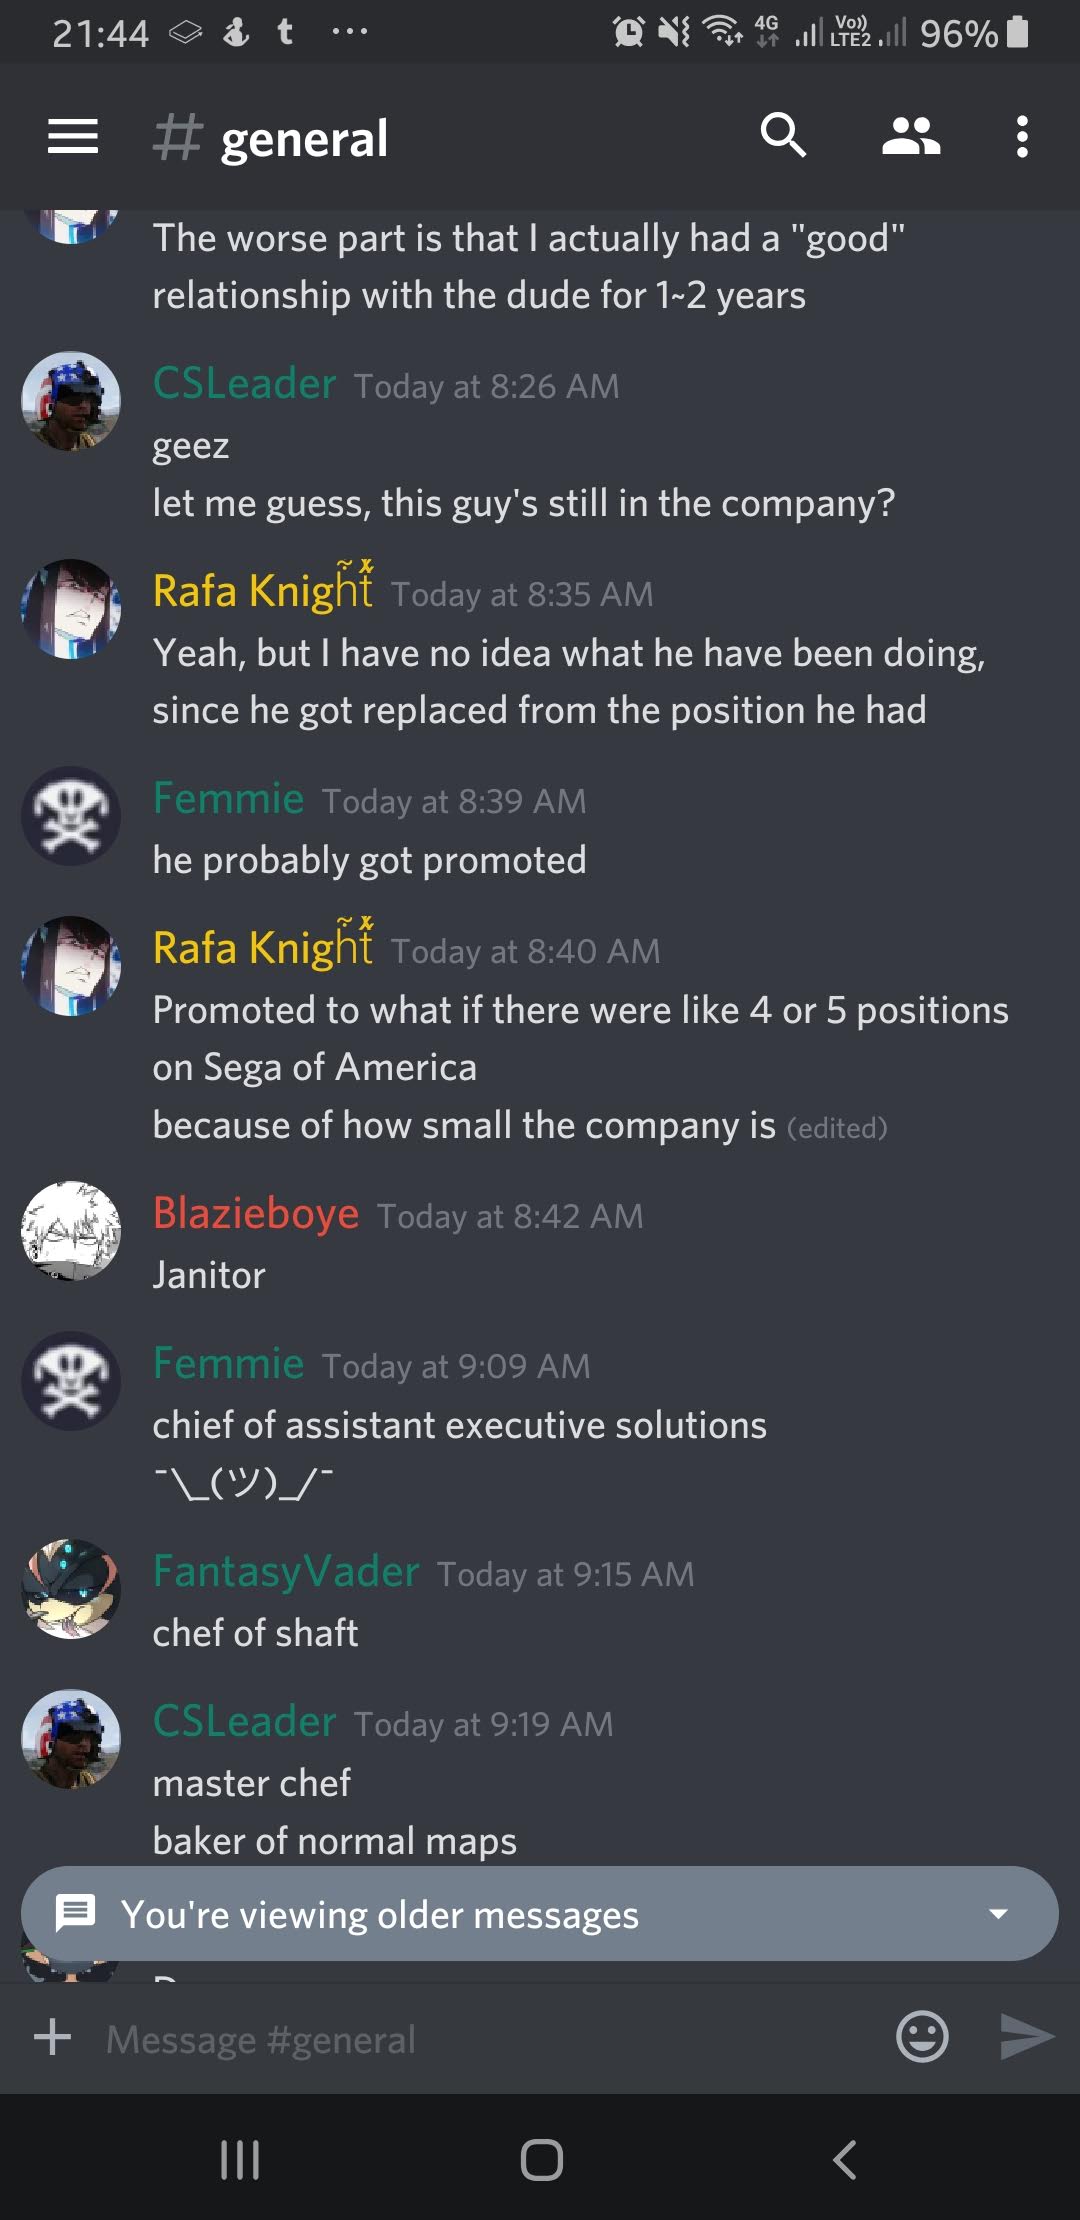 21:44 t ... 4G Vo)) LTE2 96%
# general
The worse part is that I actually had a "good"
relationship with the dude for 1~2 years
CSLeader Today at 8:26 AM
geez
let me guess, this guy's still in the company?
Rafa Knigh̃t̽ Today at 8:35 AM
Yeah, but I have no idea what he have been doing,
since he got replaced from the position he had
Femmie Today at 8:39 AM
he probably got promoted
Rafa Knigh̃t̽ Today at 8:40 AM
Promoted to what if there were like 4 or 5 positions
on Sega of America
because of how small the company is (edited)
Blazieboye Today at 8:42 AM
Janitor
Femmie Today at 9:09 AM
chief of assistant executive solutions
¯\_(ツ)_/¯
FantasyVader Today at 9:15 AM
chef of shaft
CSLeader Today at 9:19 AM
master chef
baker of normal maps
You're viewing older messages
Message #general